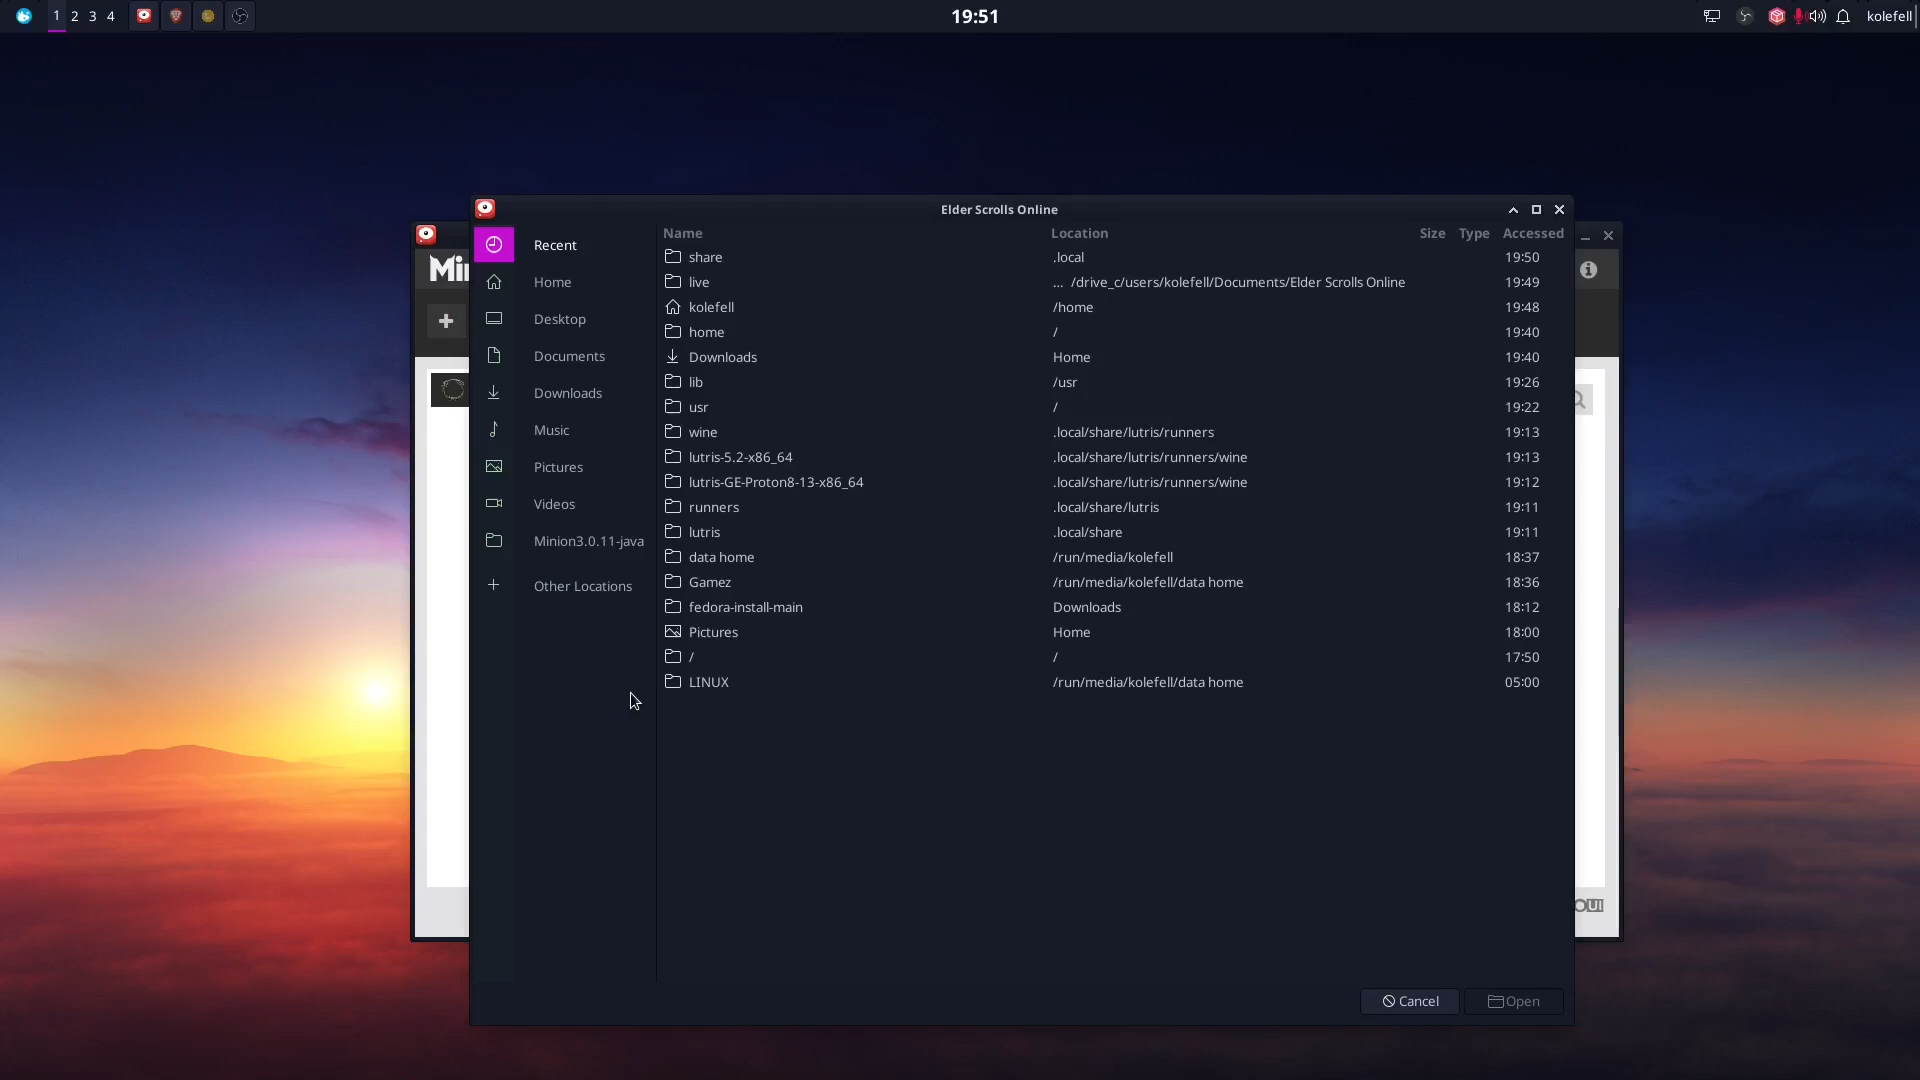 1 2 3 4
19:51
kolefell
Elder Scrolls Online
Recent
Home
Desktop
Documents
Downloads
Music
Pictures
Videos
Minion3.0.11-java
Other Locations
Name Location Size Type Accessed
share .local 19:50
live ... /drive_c/users/kolefell/Documents/Elder Scrolls Online 19:49
kolefell /home 19:48
home / 19:40
Downloads Home 19:40
lib /usr 19:26
usr / 19:22
wine .local/share/lutris/runners 19:13
lutris-5.2-x86_64 .local/share/lutris/runners/wine 19:13
lutris-GE-Proton8-13-x86_64 .local/share/lutris/runners/wine 19:12
runners .local/share/lutris 19:11
lutris .local/share 19:11
data home /run/media/kolefell 18:37
Gamez /run/media/kolefell/data home 18:36
fedora-install-main Downloads 18:12
Pictures Home 18:00
/ / 17:50
LINUX /run/media/kolefell/data home 05:00
Cancel Open